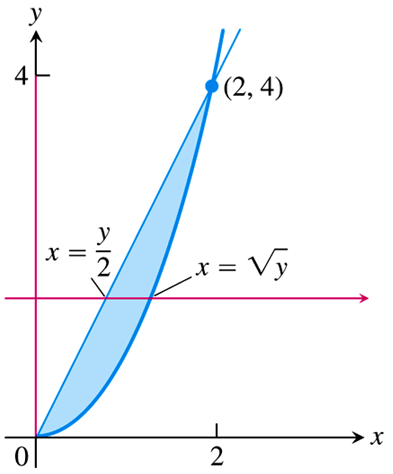 y
4
(2, 4)
x = y/2
x = √y
0
2
x